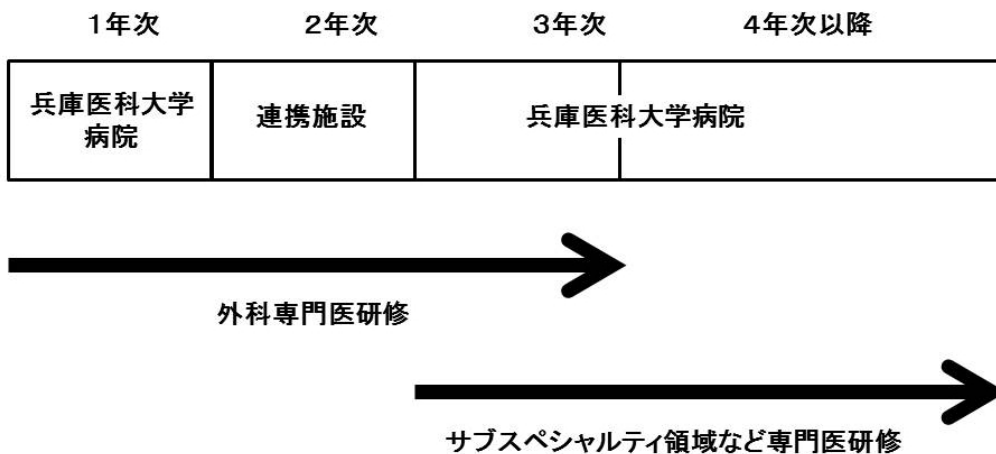 1年次 2年次 3年次 4年次以降
兵庫医科大学
病院
連携施設
兵庫医科大学病院
外科専門医研修
サブスペシャルティ領域など専門医研修